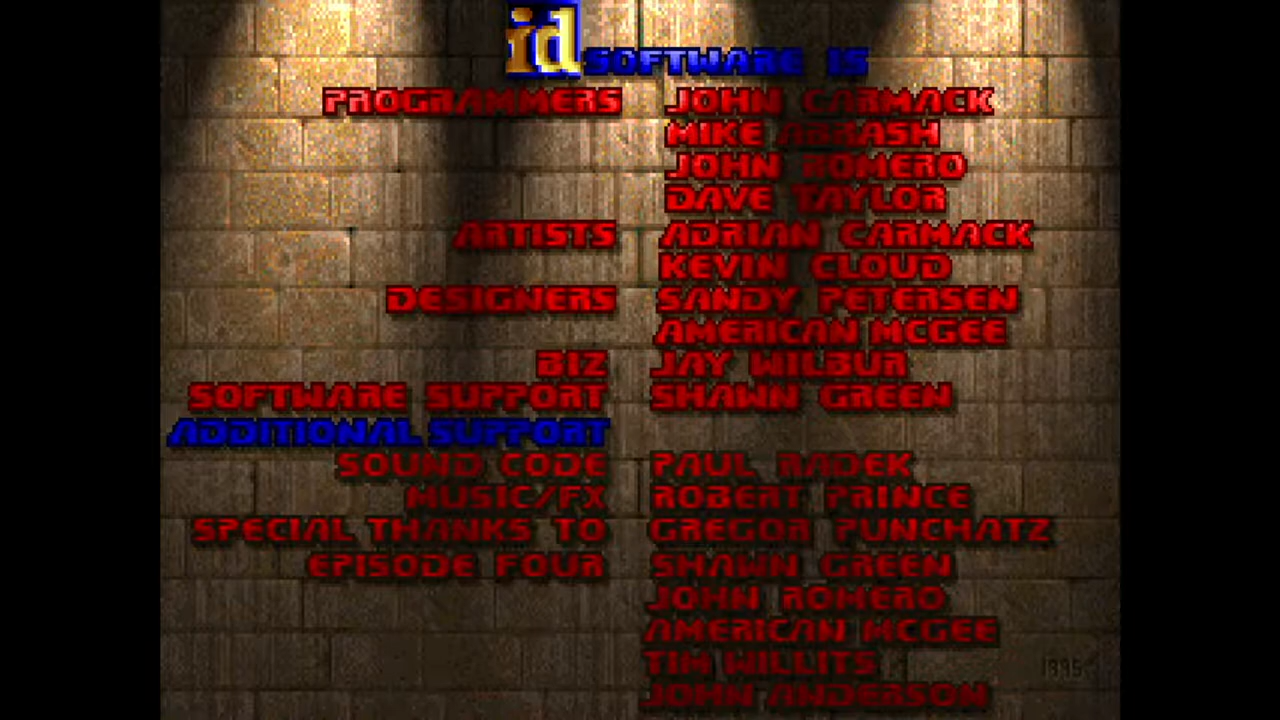 id SOFTWARE IS
PROGRAMMERS JOHN CARMACK
MIKE ABRASH
JOHN ROMERO
DAVE TAYLOR
ARTISTS ADRIAN CARMACK
KEVIN CLOUD
DESIGNERS SANDY PETERSEN
AMERICAN MCGEE
BIZ JAY WILBUR
SOFTWARE SUPPORT SHAWN GREEN
ADDITIONAL SUPPORT
SOUND CODE PAUL RADEK
MUSIC/FX ROBERT PRINCE
SPECIAL THANKS TO GREGOR PUNCHATZ
EPISODE FOUR SHAWN GREEN
JOHN ROMERO
AMERICAN MCGEE
TIM WILLITS
JOHN ANDERSON
1995